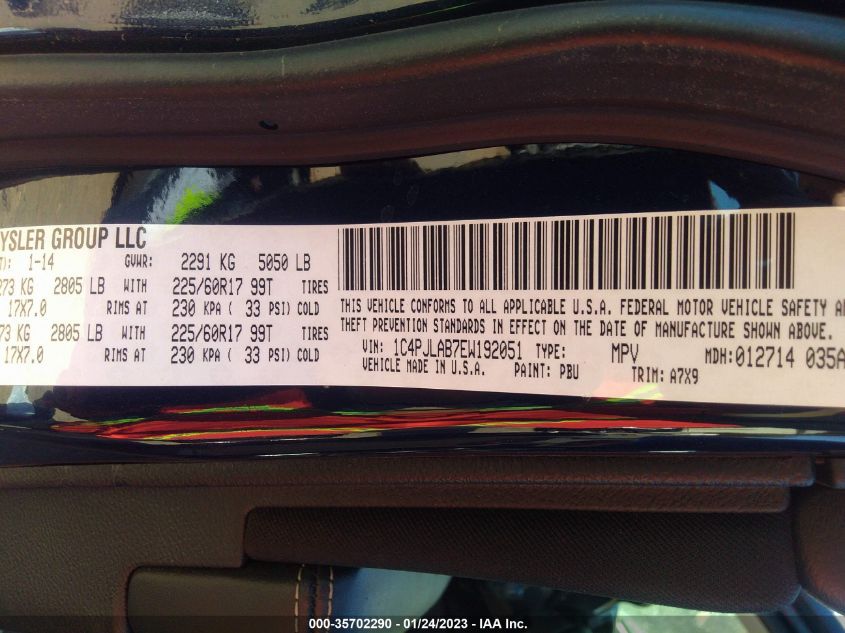 YSLER GROUP LLC
1-14 GVWR: 2291 KG 5050 LB
273 KG 2805 LB WITH 225/60R17 99T TIRES
17X7.0 RIMS AT 230 KPA ( 33 PSI) COLD
273 KG 2805 LB WITH 225/60R17 99T TIRES
17X7.0 RIMS AT 230 KPA ( 33 PSI) COLD
THIS VEHICLE CONFORMS TO ALL APPLICABLE U.S.A. FEDERAL MOTOR VEHICLE SAFETY
THEFT PREVENTION STANDARDS IN EFFECT ON THE DATE OF MANUFACTURE SHOWN ABOVE.
VIN: 1C4PJLAB7EW192051 TYPE: MPV MDH: 012714 035A
VEHICLE MADE IN U.S.A. PAINT: PBU TRIM: A7X9
000-35702290 - 01/24/2023 - IAA Inc.